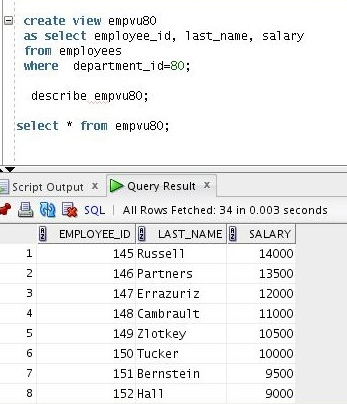 create view empvu80
as select employee_id, last_name, salary
from employees
where department_id=80;
describe empvu80;
select * from empvu80;
Script Output x Query Result x
SQL | All Rows Fetched: 34 in 0.003 seconds
EMPLOYEE_ID LAST_NAME SALARY
1 145 Russell 14000
2 146 Partners 13500
3 147 Errazuriz 12000
4 148 Cambrault 11000
5 149 Zlotkey 10500
6 150 Tucker 10000
7 151 Bernstein 9500
8 152 Hall 9000